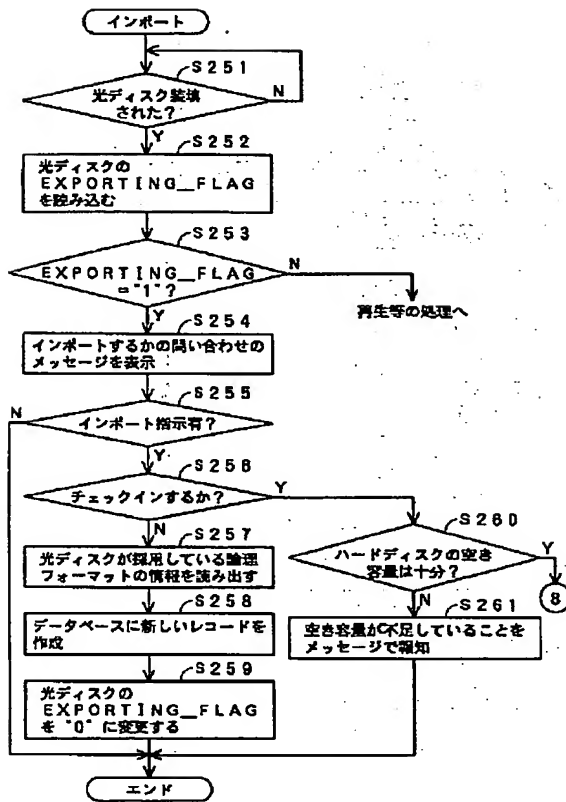 インポート
S251
光ディスク装填
された？
N
Y
S252
光ディスクの
EXPORTING_FLAG
を読み込む
S253
EXPORTING_FLAG
="1"？
N
Y
再生等の処理へ
S254
インポートするかの問い合わせの
メッセージを表示
S255
N
インポート指示有？
Y
S256
チェックインするか？
Y
N
S257
光ディスクが採用している論理
フォーマットの情報を読み出す
S258
データベースに新しいレコードを
作成
S259
光ディスクの
EXPORTING_FLAG
を"0"に変更する
S260
ハードディスクの空き
容量は十分？
Y
8
N
S261
空き容量が不足していることを
メッセージで報知
エンド